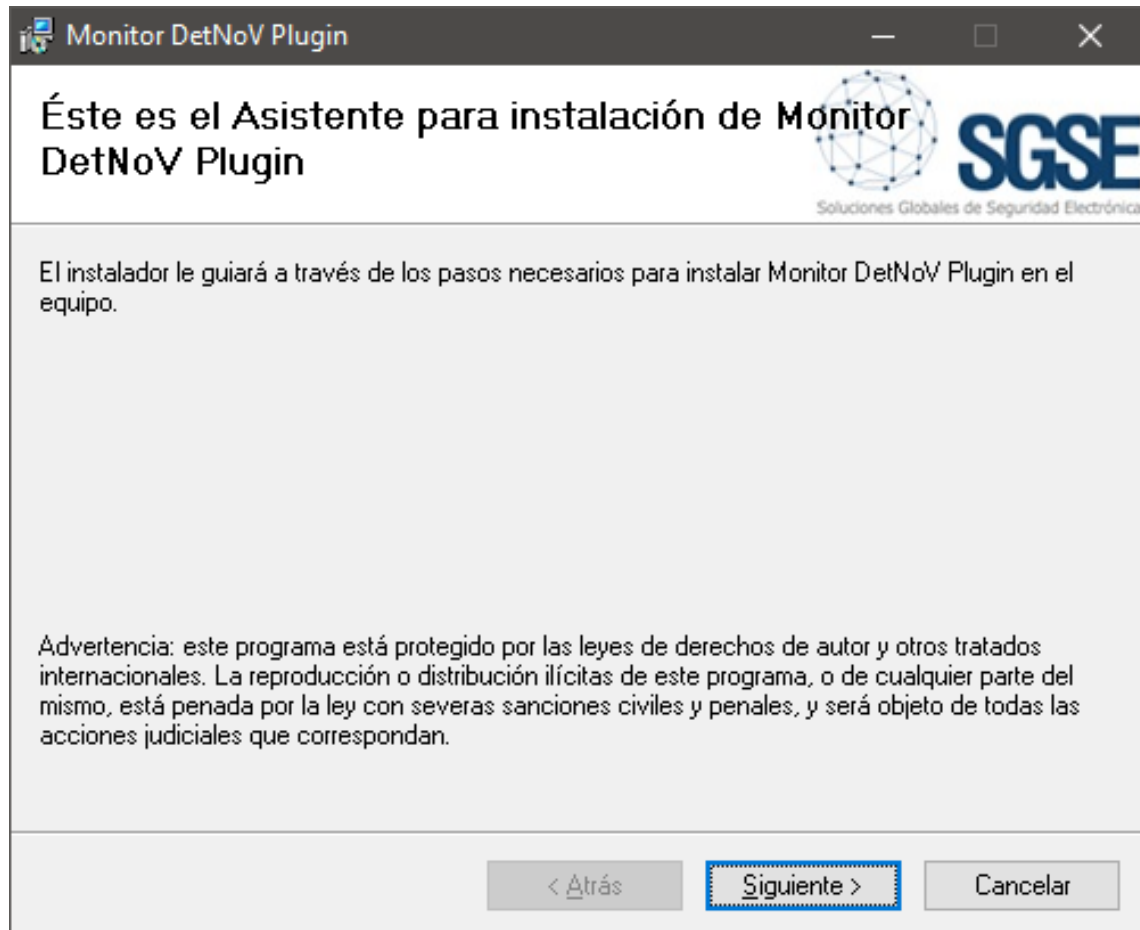 Monitor DetNoV Plugin
Éste es el Asistente para instalación de Monitor
DetNoV Plugin
SGSE
Soluciones Globales de Seguridad Electrónica
El instalador le guiará a través de los pasos necesarios para instalar Monitor DetNoV Plugin en el
equipo.
Advertencia: este programa está protegido por las leyes de derechos de autor y otros tratados
internacionales. La reproducción o distribución ilícitas de este programa, o de cualquier parte del
mismo, está penada por la ley con severas sanciones civiles y penales, y será objeto de todas las
acciones judiciales que correspondan.
< Atrás
Siguiente >
Cancelar